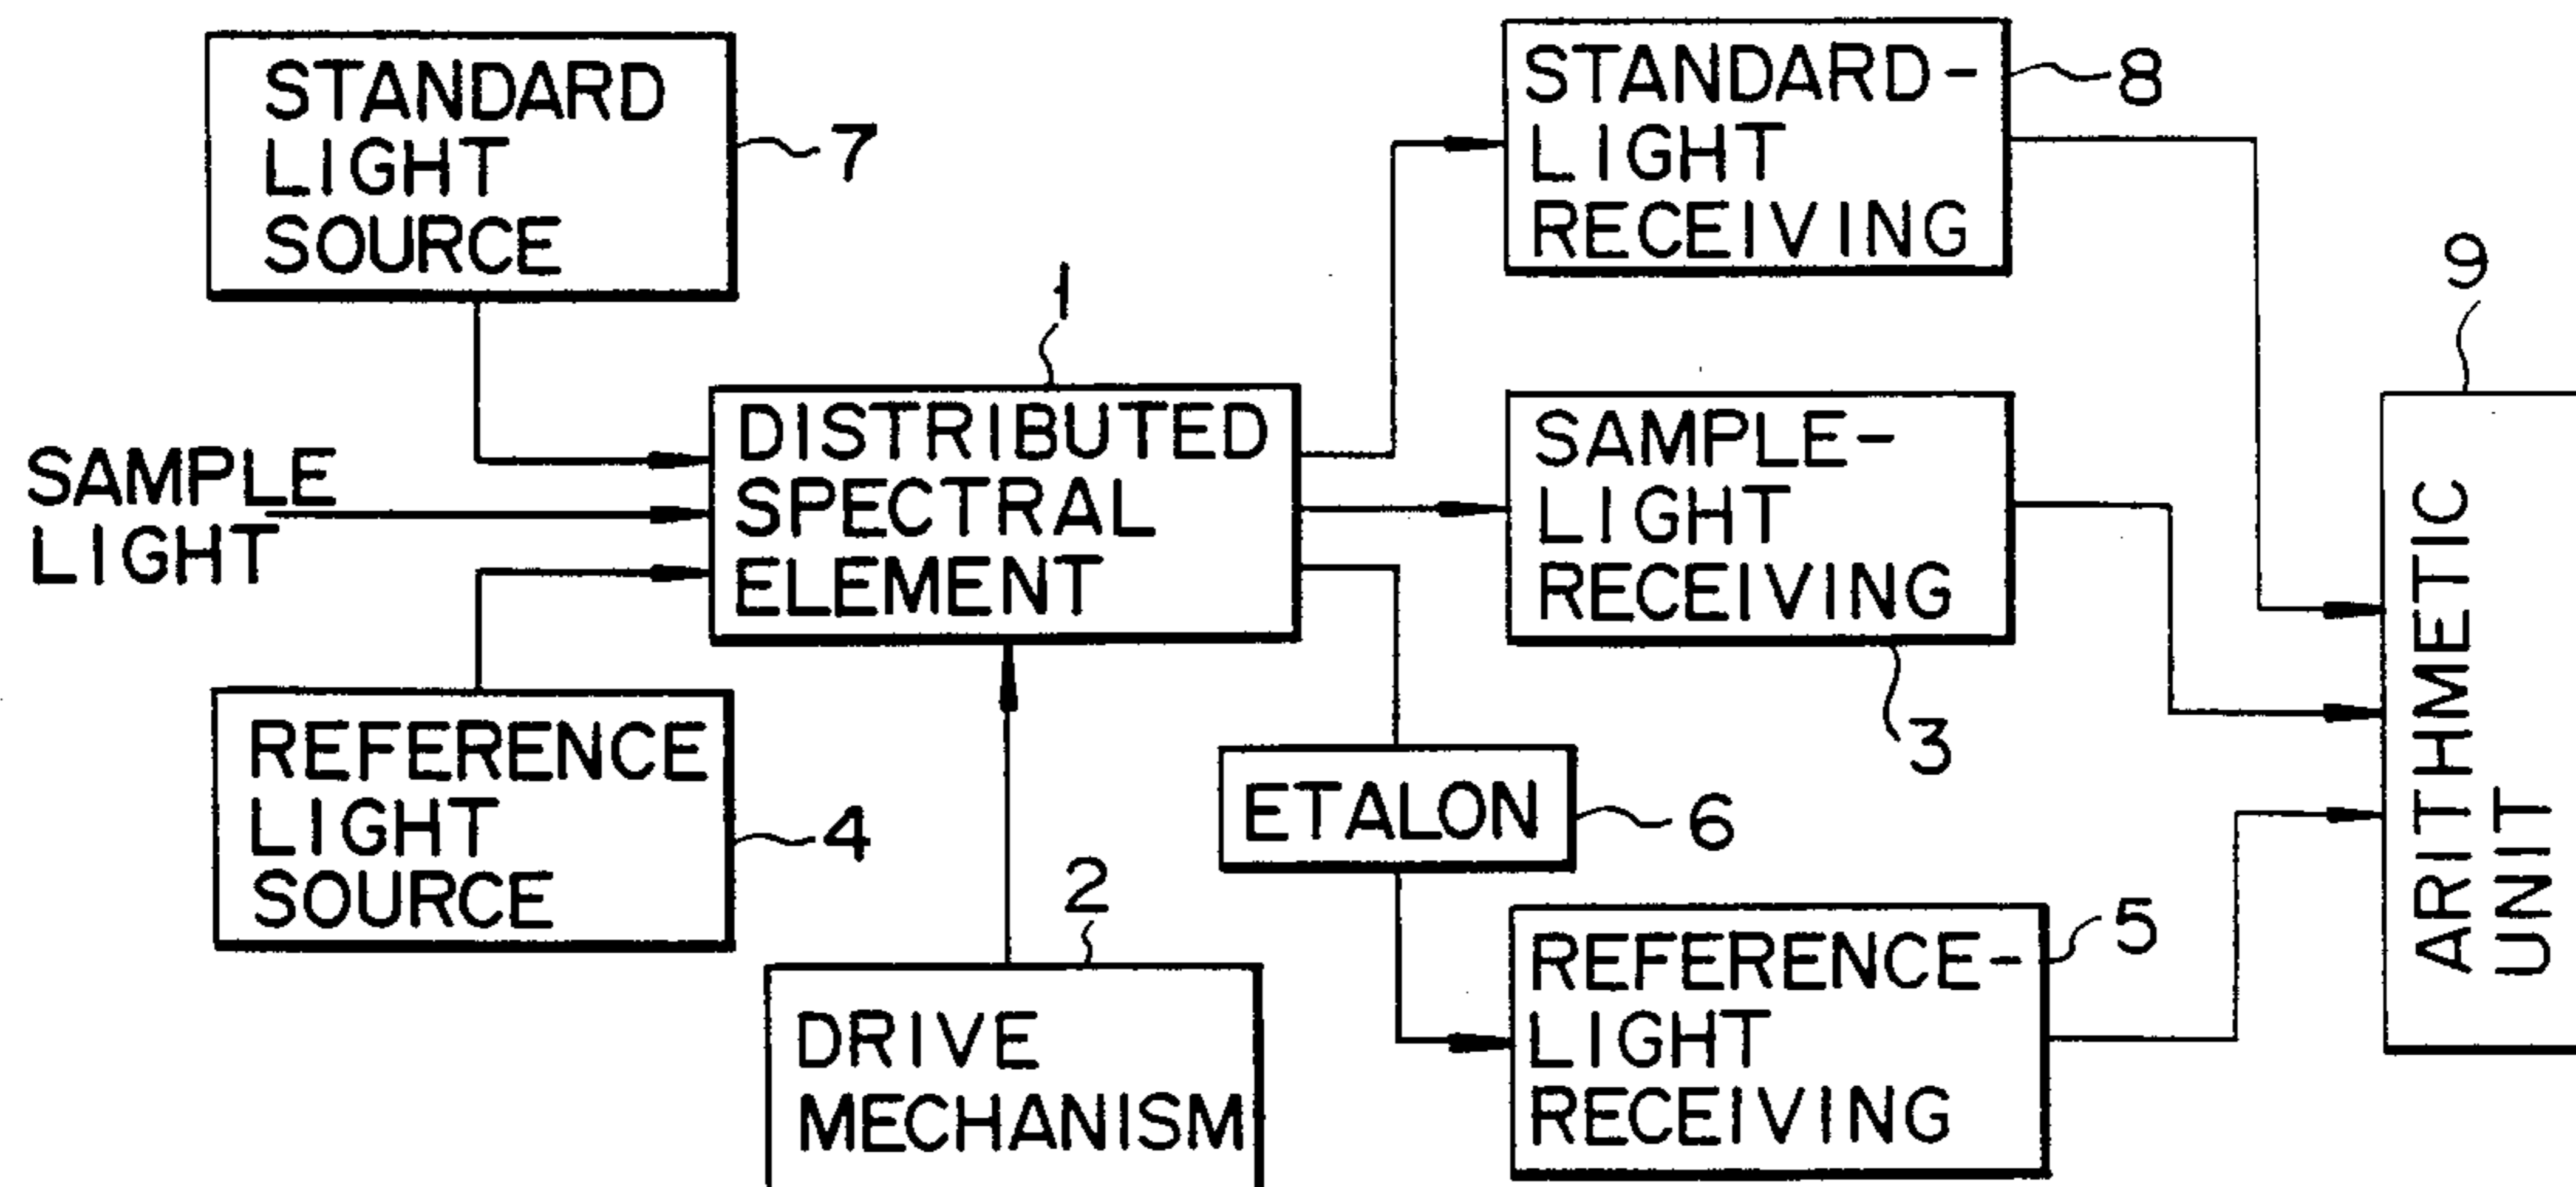 STANDARD
LIGHT
SOURCE
7
STANDARD-
LIGHT
RECEIVING
8
9
1
SAMPLE
LIGHT
DISTRIBUTED
SPECTRAL
ELEMENT
SAMPLE-
LIGHT
RECEIVING
3
ARITHMETIC
UNIT
REFERENCE
LIGHT
SOURCE
4
ETALON
6
2
DRIVE
MECHANISM
REFERENCE-
LIGHT
RECEIVING
5